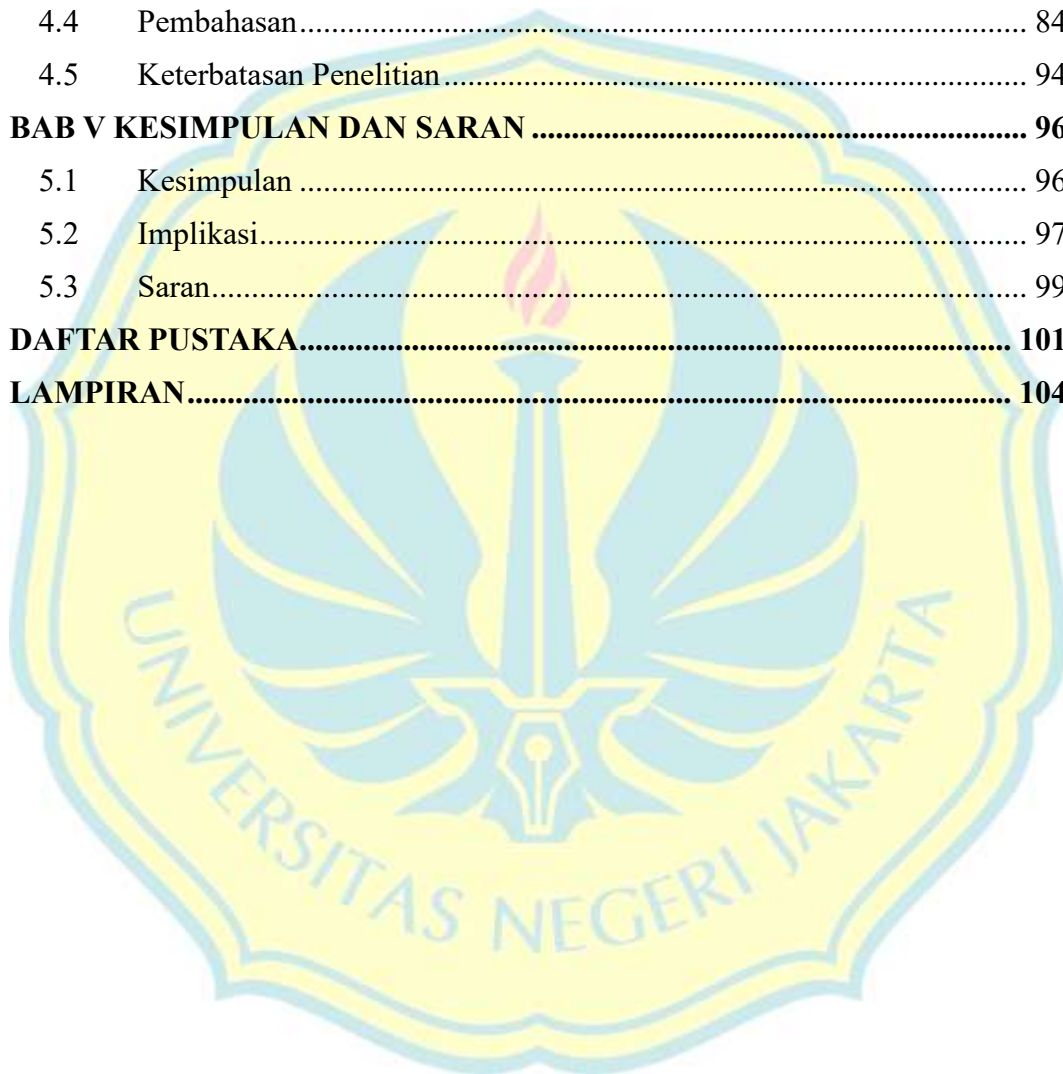 4.4 Pembahasan.......................................................................................... 84
4.5 Keterbatasan Penelitian........................................................................ 94
BAB V KESIMPULAN DAN SARAN .............................................................. 96
5.1 Kesimpulan .......................................................................................... 96
5.2 Implikasi............................................................................................... 97
5.3 Saran..................................................................................................... 99
DAFTAR PUSTAKA......................................................................................... 101
LAMPIRAN....................................................................................................... 104
UNIVERSITAS NEGERI JAKARTA